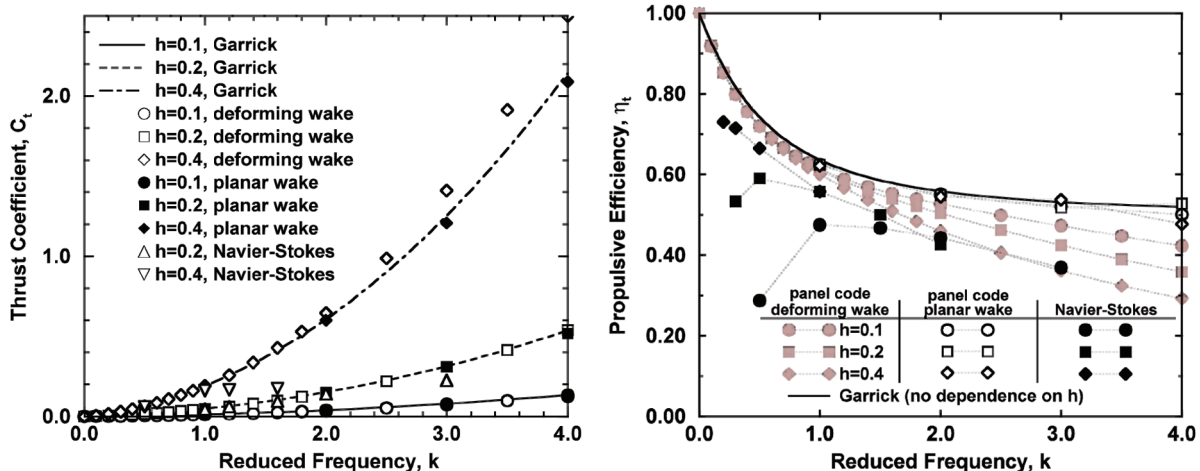 Thrust Coefficient, C_t
2.0
1.0
0.0
h=0.1, Garrick
h=0.2, Garrick
h=0.4, Garrick
h=0.1, deforming wake
h=0.2, deforming wake
h=0.4, deforming wake
h=0.1, planar wake
h=0.2, planar wake
h=0.4, planar wake
h=0.2, Navier-Stokes
h=0.4, Navier-Stokes
0.0 1.0 2.0 3.0 4.0
Reduced Frequency, k
Propulsive Efficiency, η_t
1.00
0.80
0.60
0.40
0.20
0.00
panel code deforming wake
panel code planar wake
Navier-Stokes
h=0.1
h=0.2
h=0.4
Garrick (no dependence on h)
0.0 1.0 2.0 3.0 4.0
Reduced Frequency, k